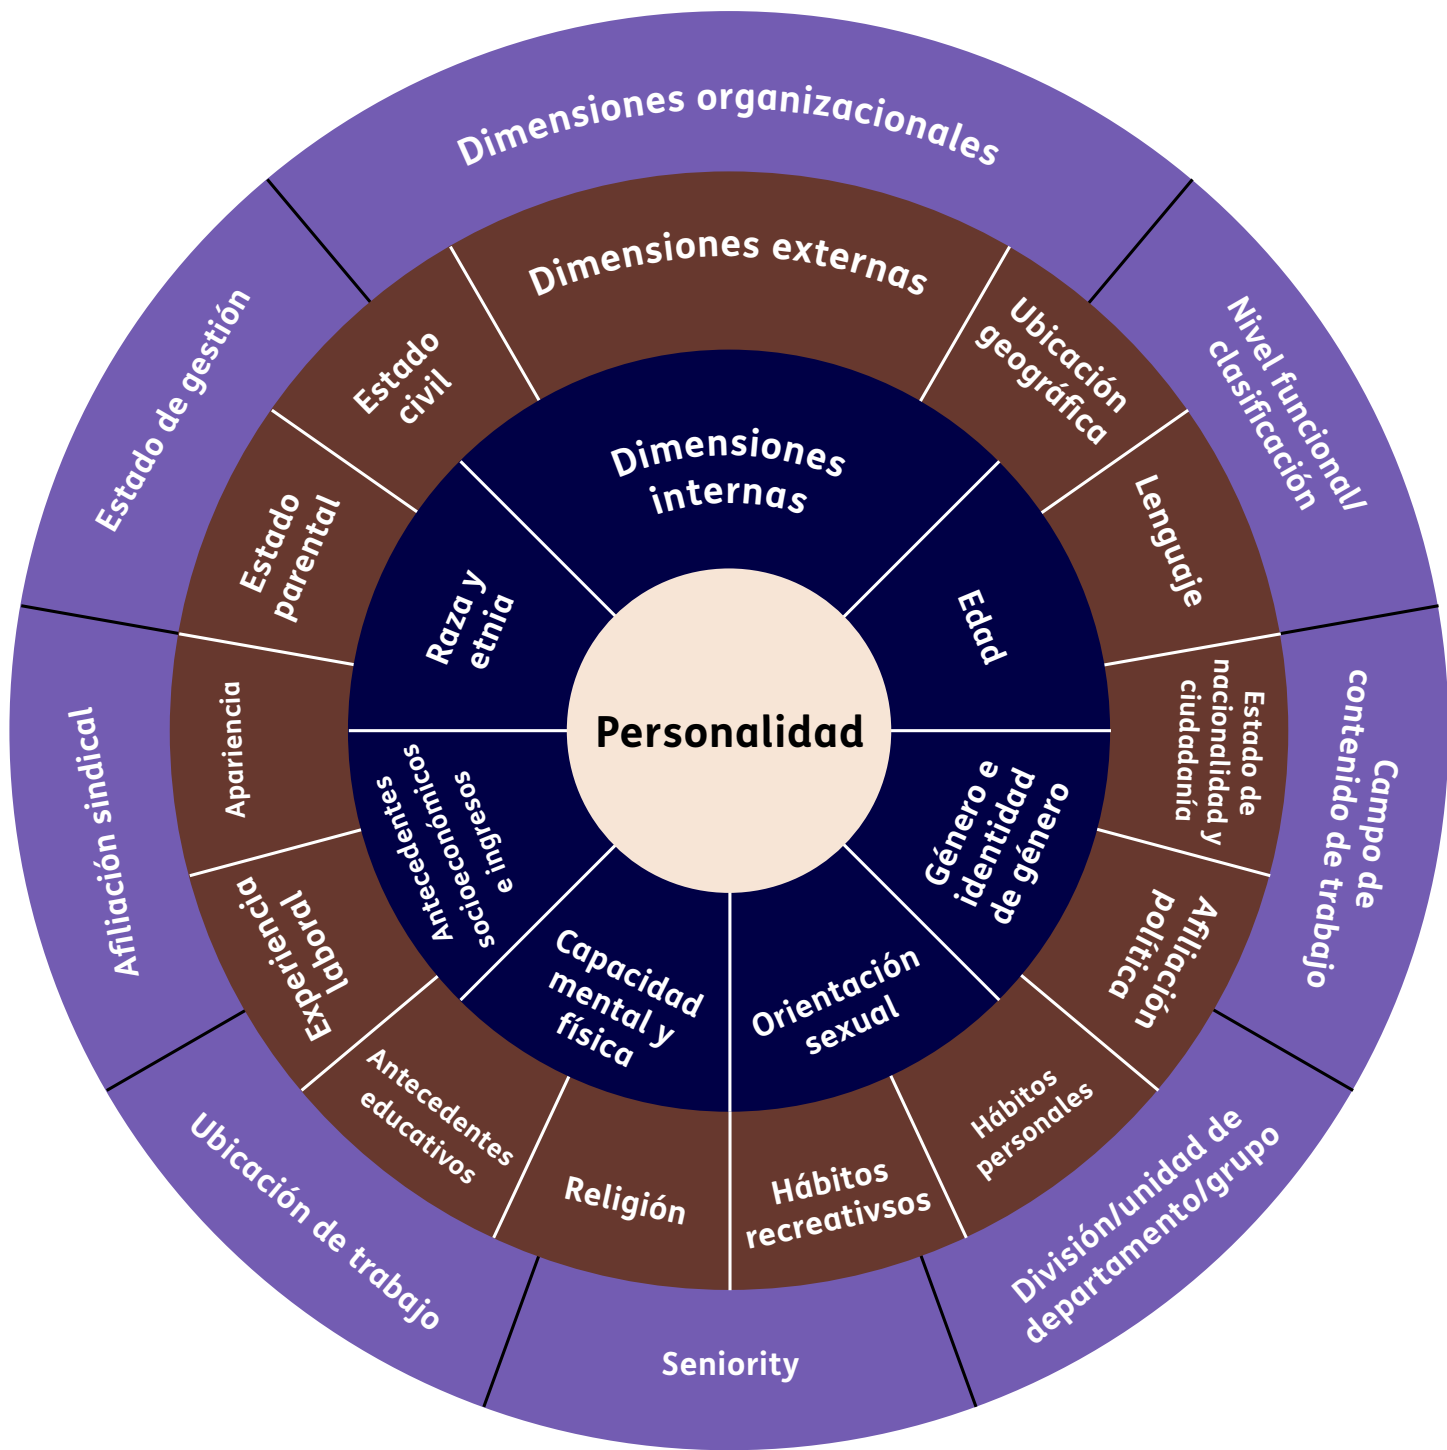 Dimensiones organizacionales
Nivel funcional/
clasificación
Campo de
contenido de trabajo
División/unidad de
departamento/grupo
Seniority
Ubicación de trabajo
Afiliación sindical
Estado de gestión
Dimensiones externas
Ubicación
geográfica
Lenguaje
Estado de
nacionalidad y
ciudadanía
Afiliación
política
Hábitos
personales
Hábitos
recreativsos
Religión
Antecedentes
educativos
Experiencia
laboral
Apariencia
Estado
parental
Estado
civil
Dimensiones
internas
Edad
Género e
identidad
de género
Orientación
sexual
Capacidad
mental y
física
Antecedentes
socioeconómicos
e ingresos
Raza y
etnia
Personalidad